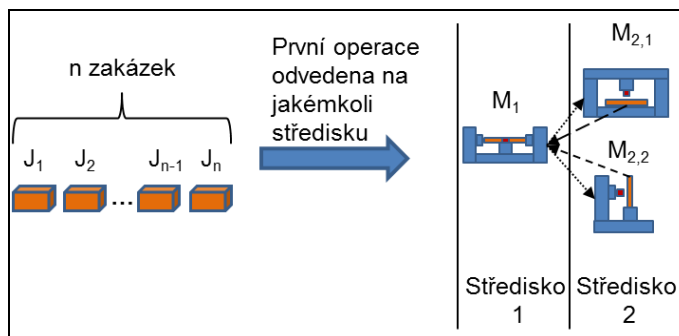 n zakázek
J1 J2 ... Jn-1 Jn
První operace
odvedena na
jakémkoli
středisku
M1
M2,1
M2,2
Středisko
1
Středisko
2